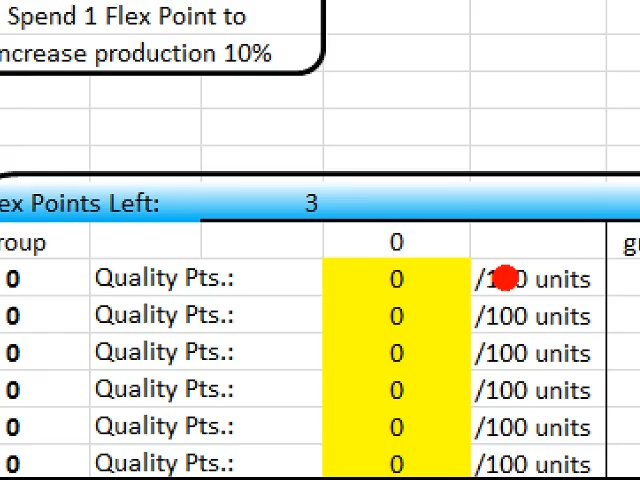 Spend 1 Flex Point to
ncrease production 10%
ex Points Left: 3
roup 0
0 Quality Pts.: 0 /100 units
0 Quality Pts.: 0 /100 units
0 Quality Pts.: 0 /100 units
0 Quality Pts.: 0 /100 units
0 Quality Pts.: 0 /100 units
0 Quality Pts.: 0 /100 units